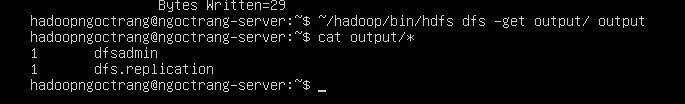 Bytes Written=29
hadoopngoctrang@ngoctrang-server:~$ ~/hadoop/bin/hdfs dfs -get output/ output
hadoopngoctrang@ngoctrang-server:~$ cat output/*
1	dfsadmin
1	dfs.replication
hadoopngoctrang@ngoctrang-server:~$ _